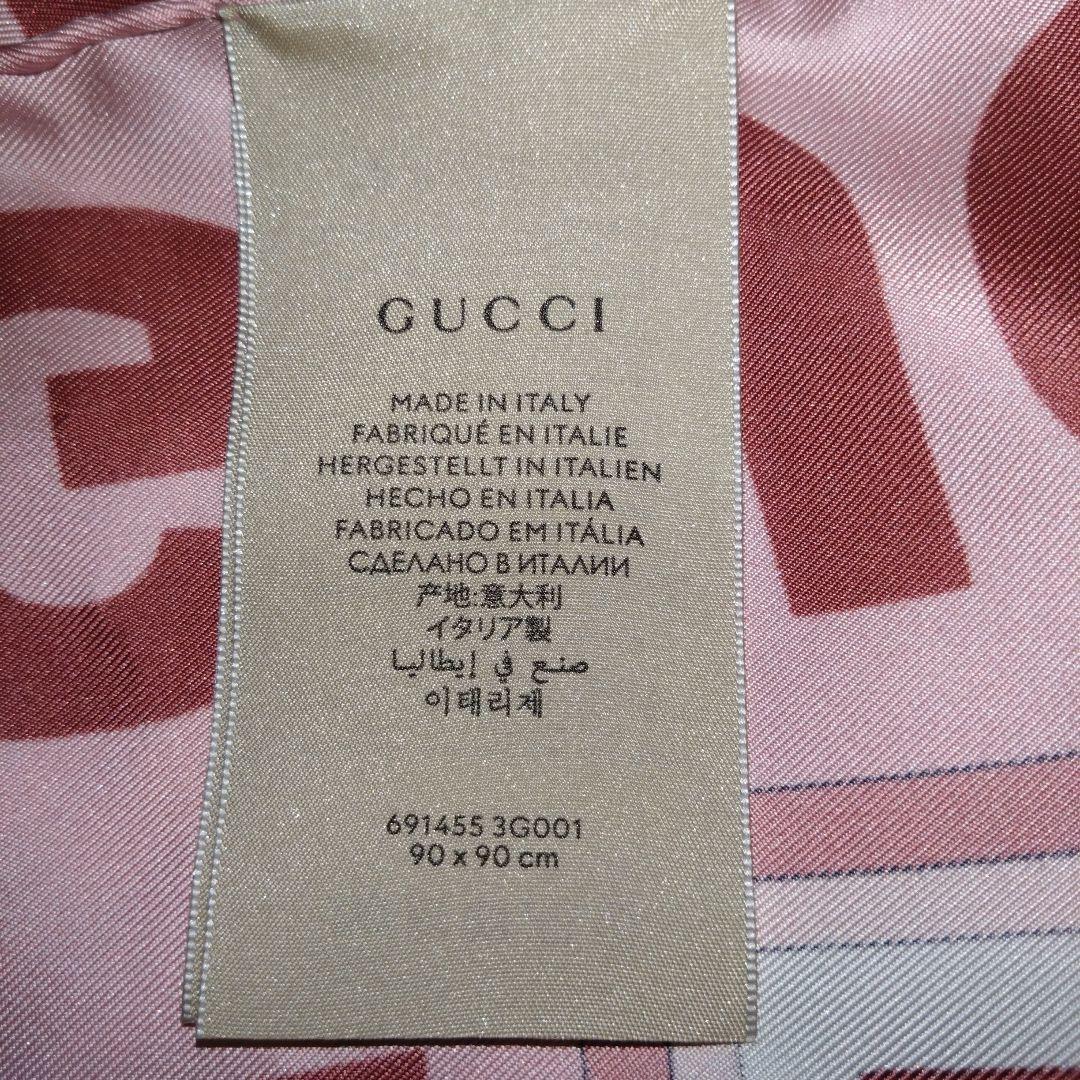 GUCCI
MADE IN ITALY
FABRIQUÉ EN ITALIE
HERGESTELLT IN ITALIEN
HECHO EN ITALIA
FABRICADO EM ITÁLIA
СДЕЛАНО В ИТАЛИИ
产地:意大利
イタリア製
صنع في إيطاليا
이태리제
691455 3G001
90 x 90 cm